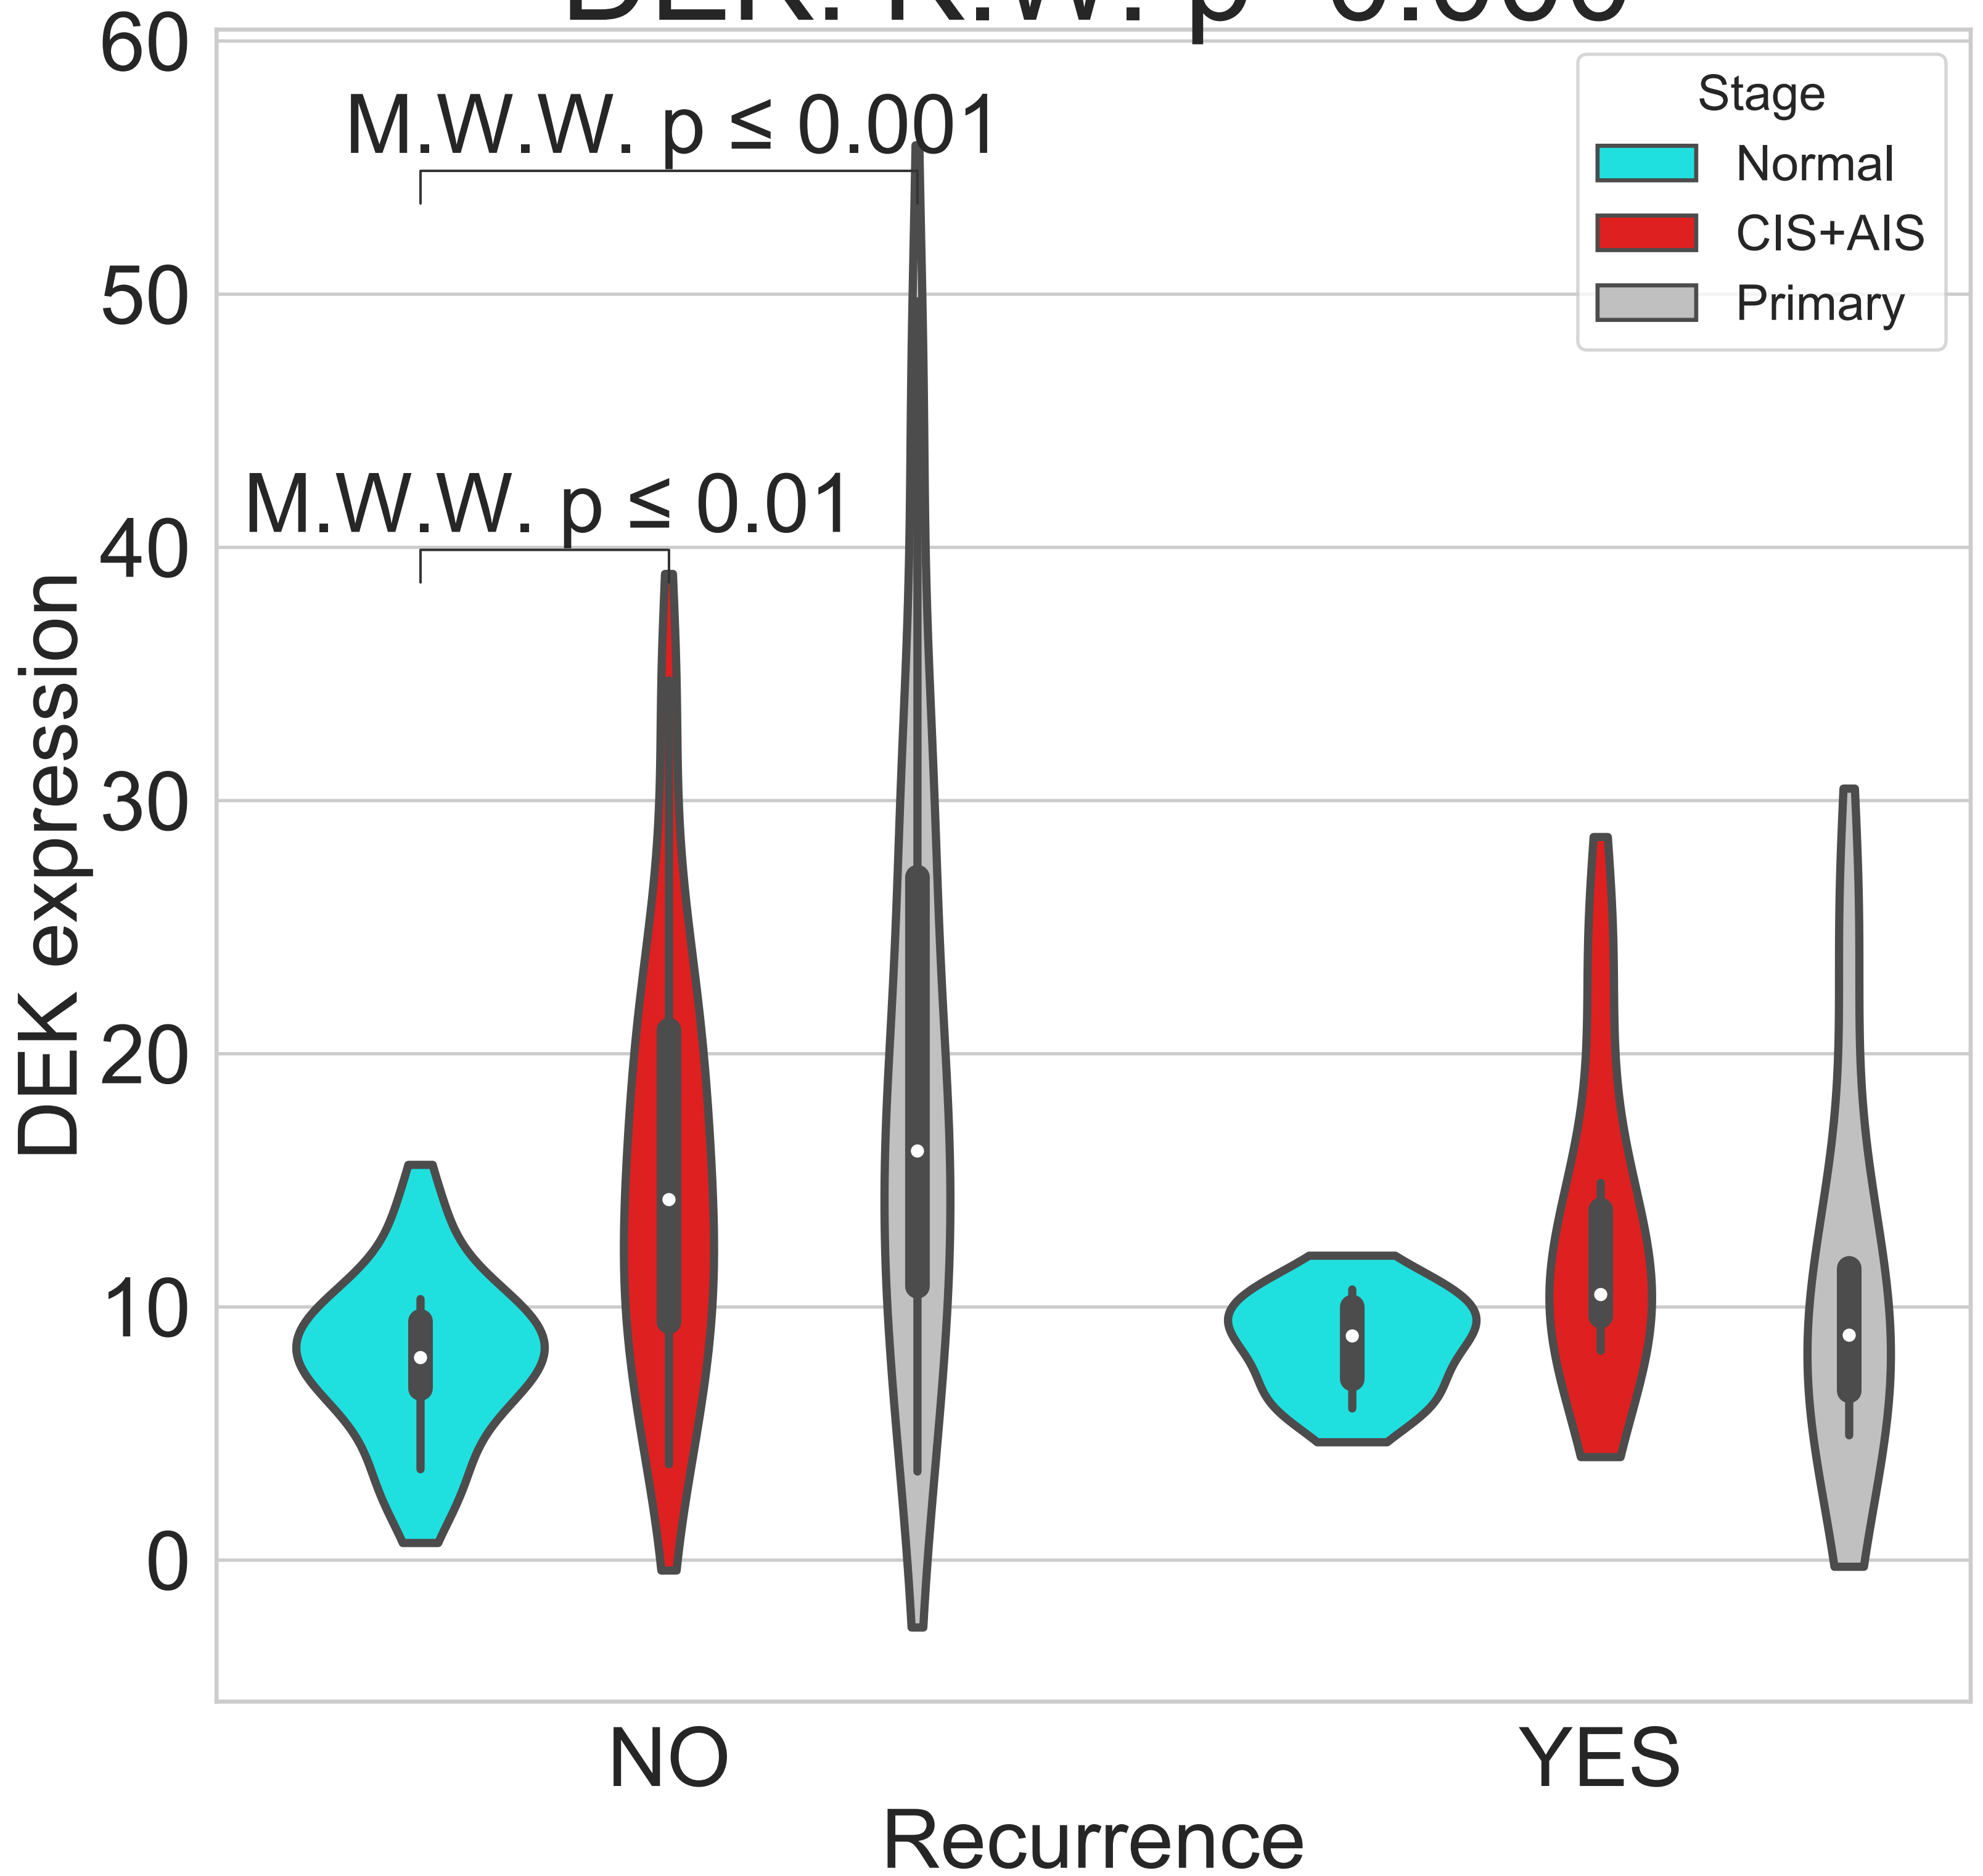 60
M.W.W. p ≤ 0.001
Stage
Normal
CIS+AIS
Primary
50
M.W.W. p ≤ 0.01
40
30
20
10
0
DEK expression
NO
YES
Recurrence